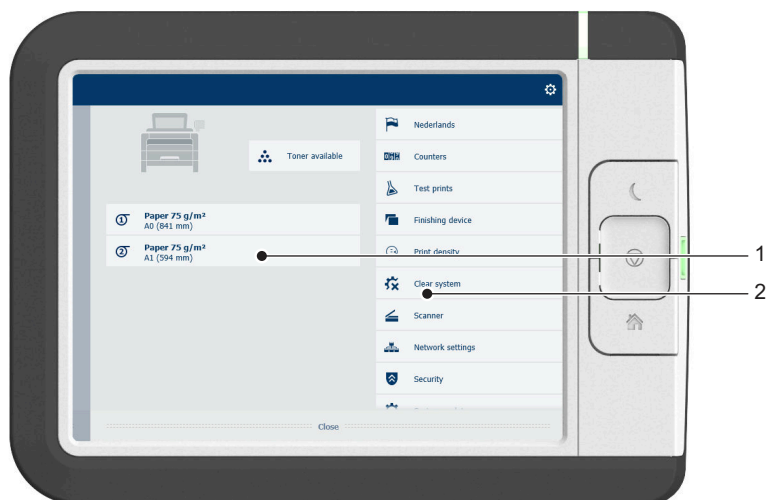 Nederlands
Toner available
Counters
Test prints
1 Paper 75 g/m²
A0 (841 mm)
Finishing device
2 Paper 75 g/m²
A1 (594 mm)
Print density
1
Clear system
2
Scanner
Network settings
Security
Close